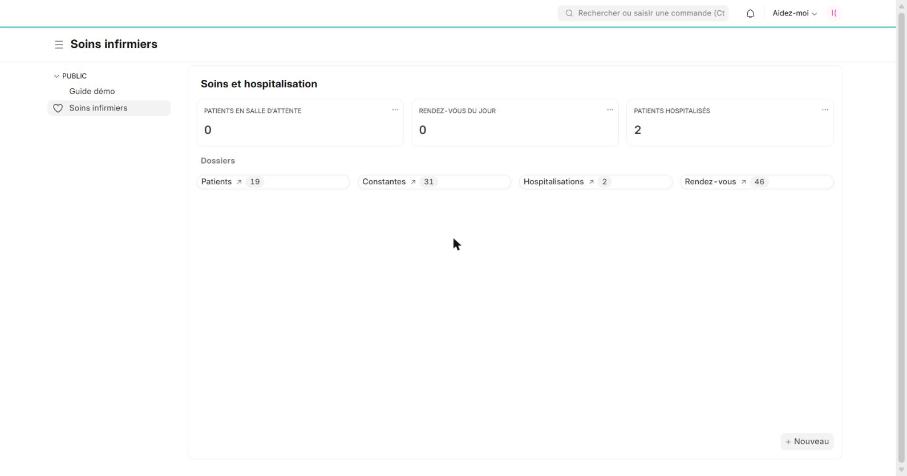 Rechercher ou saisir une commande (Ct
Aidez-moi
Soins infirmiers
PUBLIC
Guide démo
Soins infirmiers
Soins et hospitalisation
PATIENTS EN SALLE D'ATTENTE
0
RENDEZ-VOUS DU JOUR
0
PATIENTS HOSPITALISÉS
2
Dossiers
Patients 19
Constantes 31
Hospitalisations 2
Rendez-vous 46
+ Nouveau